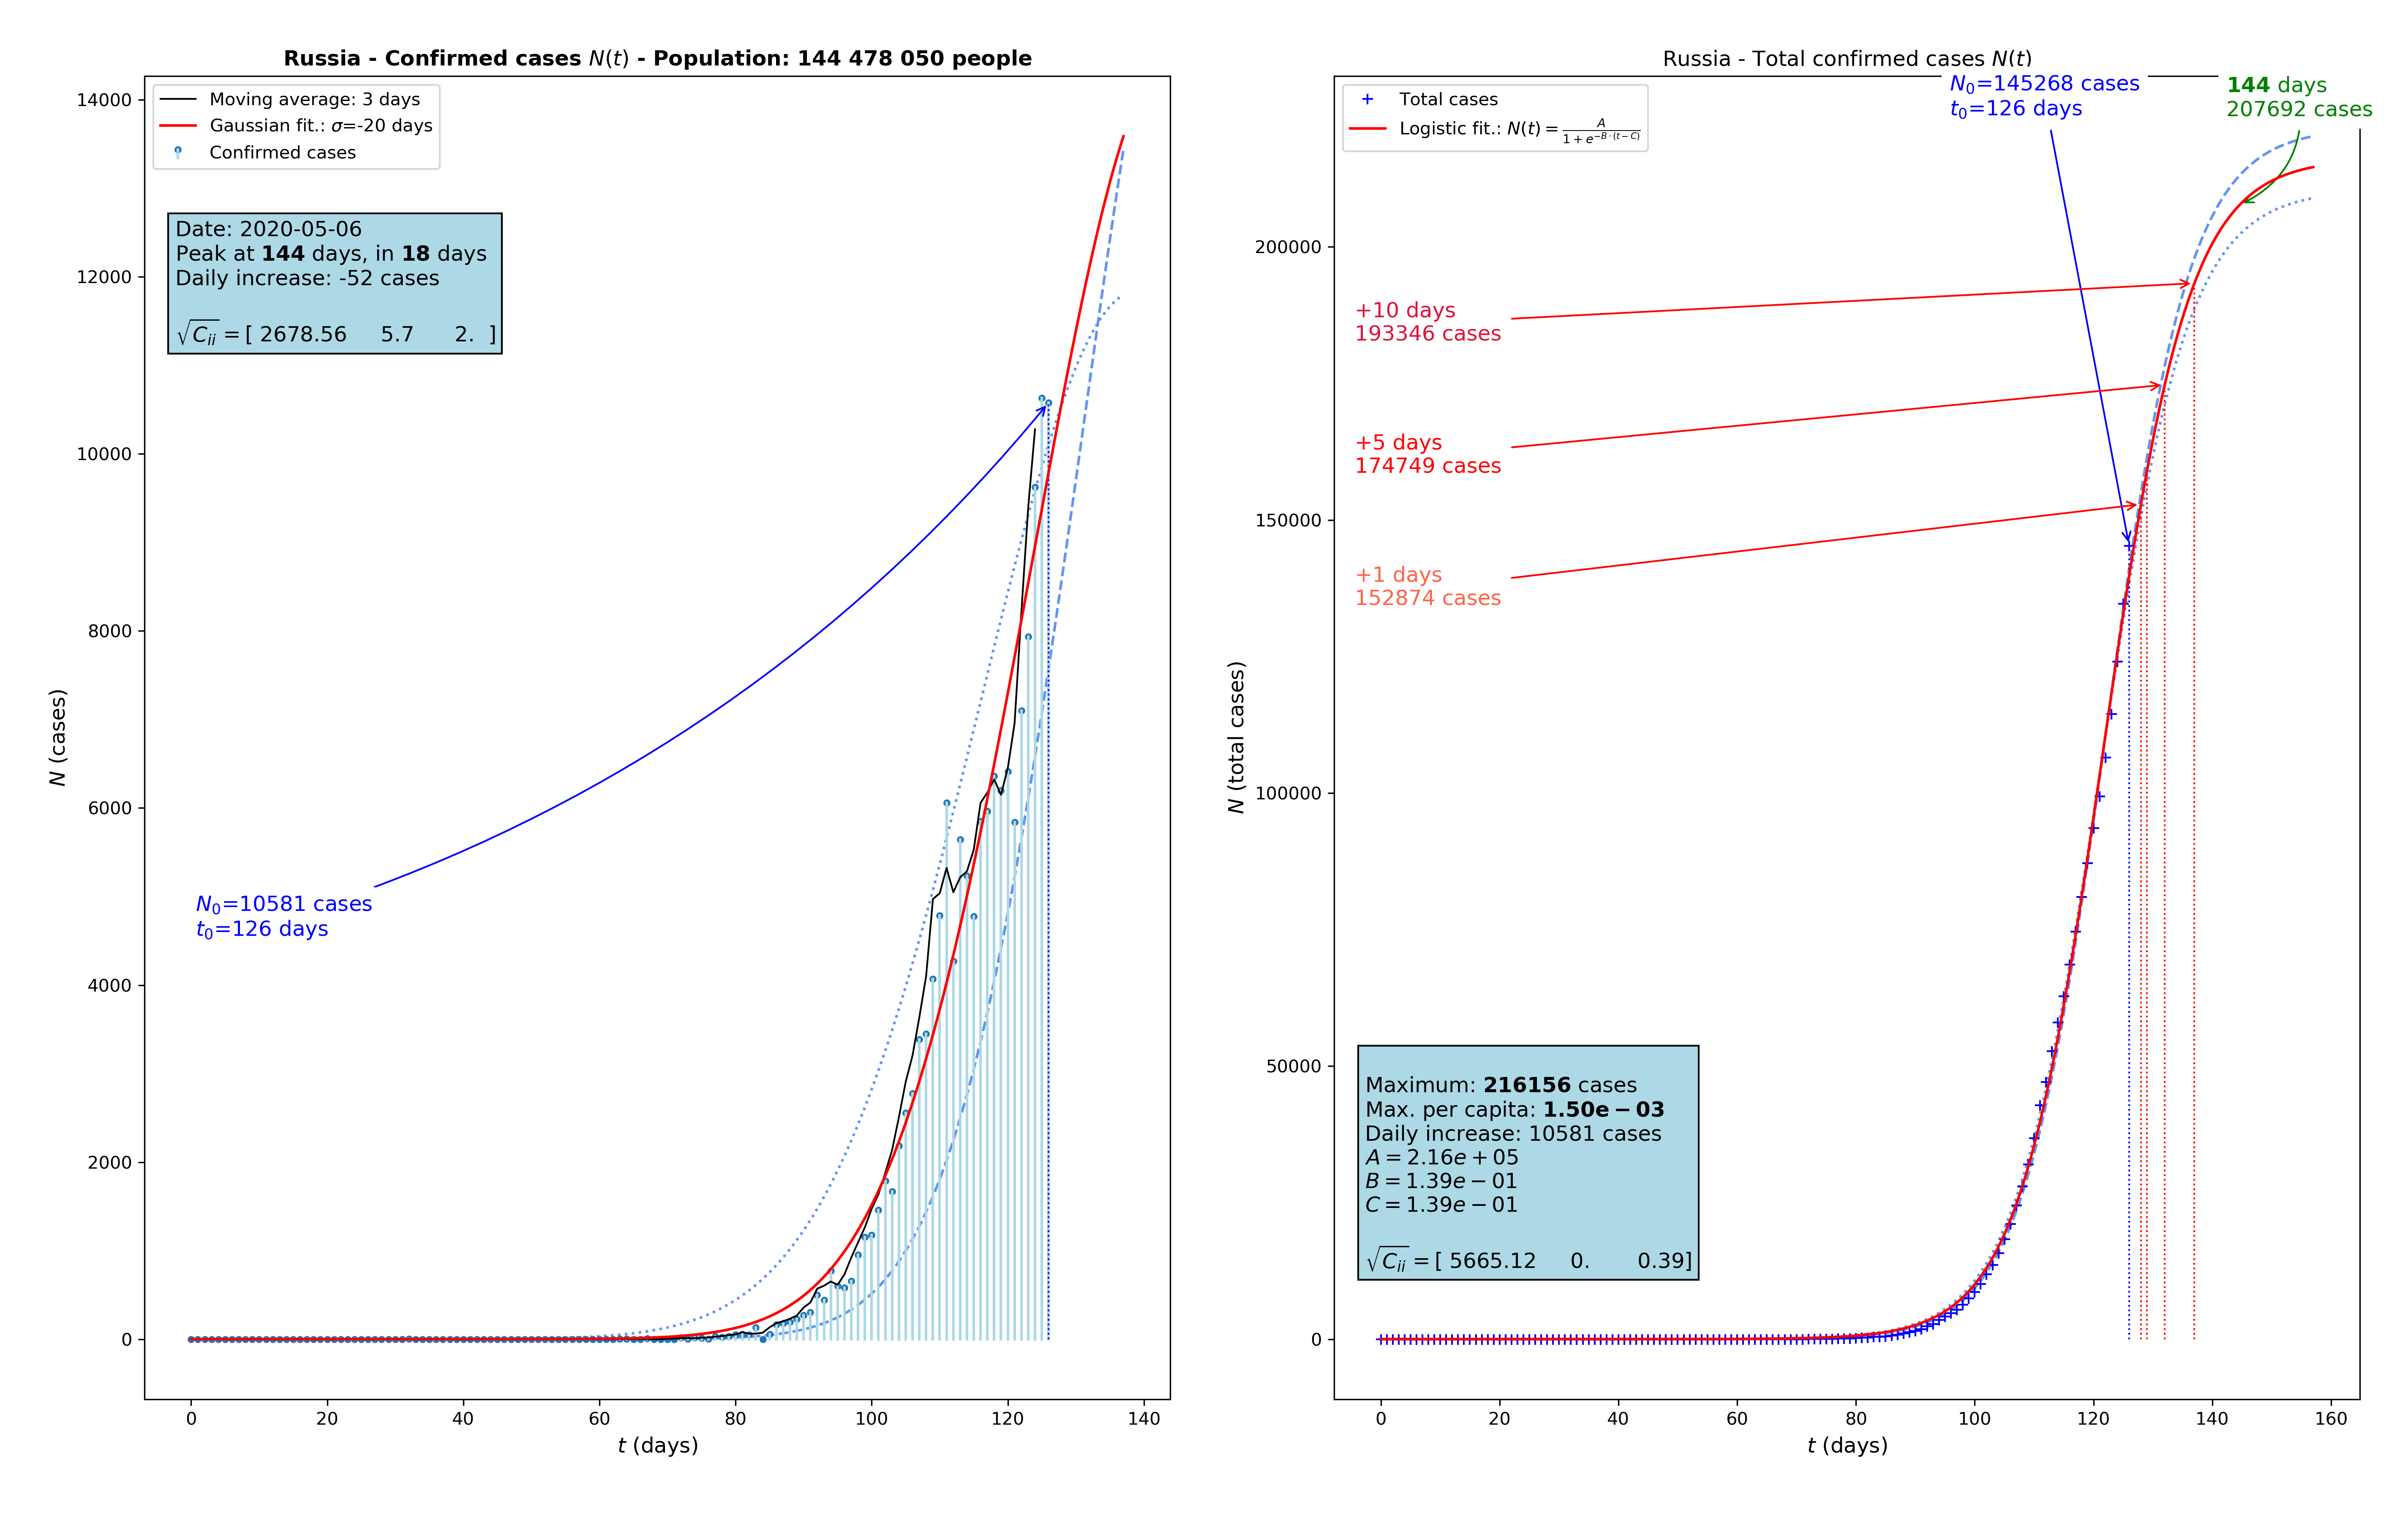 Russia - Confirmed cases N(t) - Population: 144 478 050 people
Moving average: 3 days
Gaussian fit.: σ=-20 days
Confirmed cases
Date: 2020-05-06
Peak at 144 days, in 18 days
Daily increase: -52 cases
√C_ii = [ 2678.56 5.7 2. ]
N_0=10581 cases
t_0=126 days
14000
12000
10000
8000
6000
4000
2000
0
N (cases)
0 20 40 60 80 100 120 140
t (days)
Russia - Total confirmed cases N(t)
N_0=145268 cases
t_0=126 days
144 days
207692 cases
Total cases
Logistic fit.: N(t) = A / (1 + e^{-B·(t-C)})
+10 days
193346 cases
+5 days
174749 cases
+1 days
152874 cases
Maximum: 216156 cases
Max. per capita: 1.50e − 03
Daily increase: 10581 cases
A = 2.16e + 05
B = 1.39e − 01
C = 1.39e − 01
√C_ii = [ 5665.12 0. 0.39]
200000
150000
100000
50000
0
N (total cases)
0 20 40 60 80 100 120 140 160
t (days)